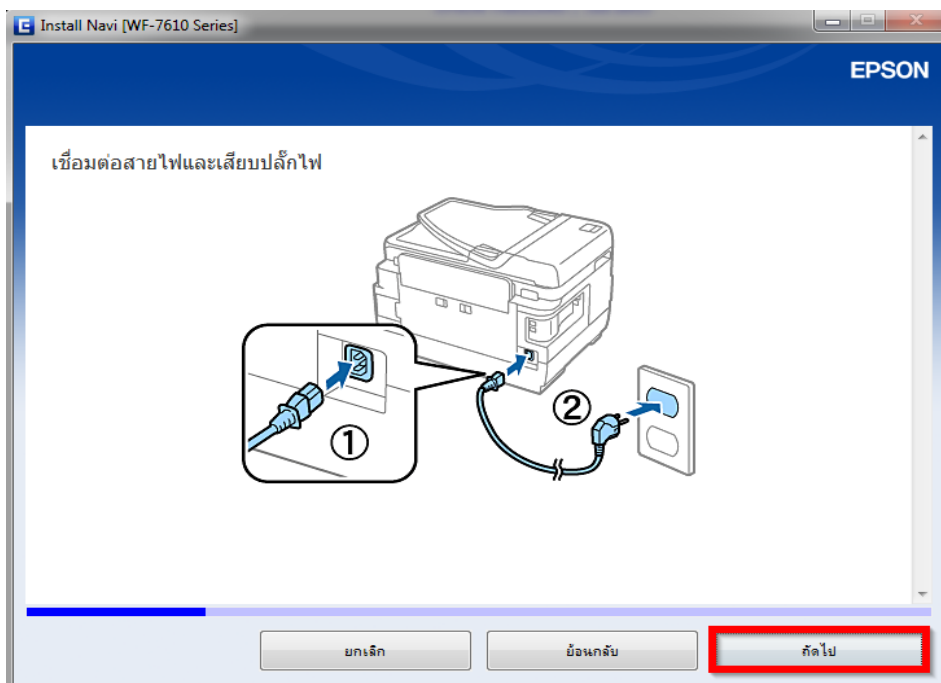 Install Navi [WF-7610 Series]
EPSON
เชื่อมต่อสายไฟและเสียบปลั๊กไฟ
①
②
ยกเลิก
ย้อนกลับ
ถัดไป